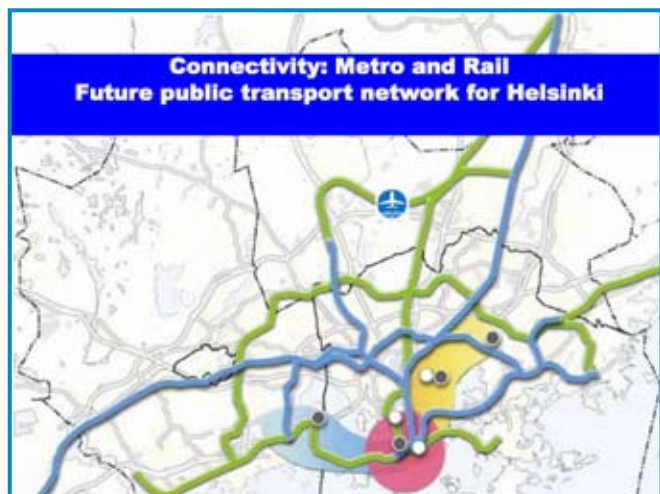 Connectivity: Metro and Rail
Future public transport network for Helsinki